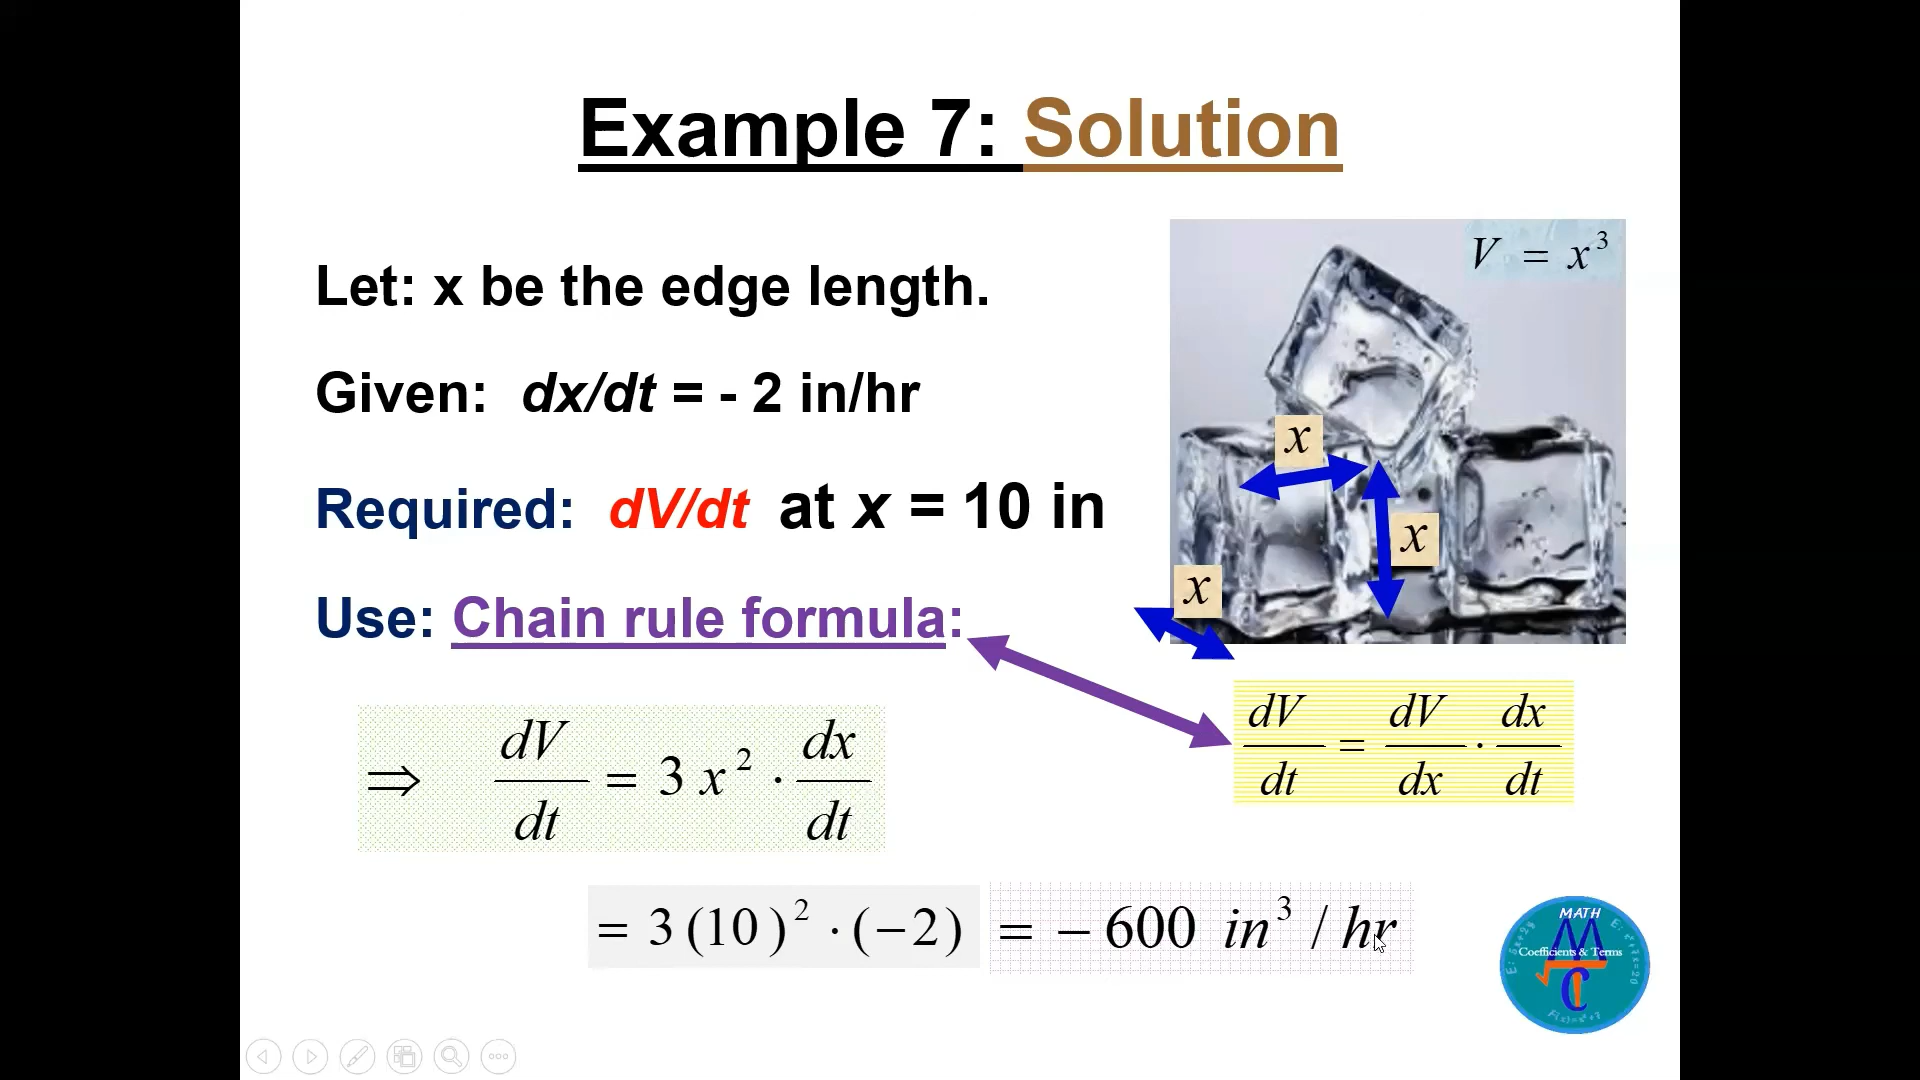 Example 7: Solution
V = x³
Let: x be the edge length.
Given: dx/dt = - 2 in/hr
x
Required: dV/dt at x = 10 in
x
x
Use: Chain rule formula:
dV/dt = dV/dx · dx/dt
⇒ dV/dt = 3x² · dx/dt
= 3(10)² · (−2) = − 600 in³ / hr
MATH
Coefficients & Terms